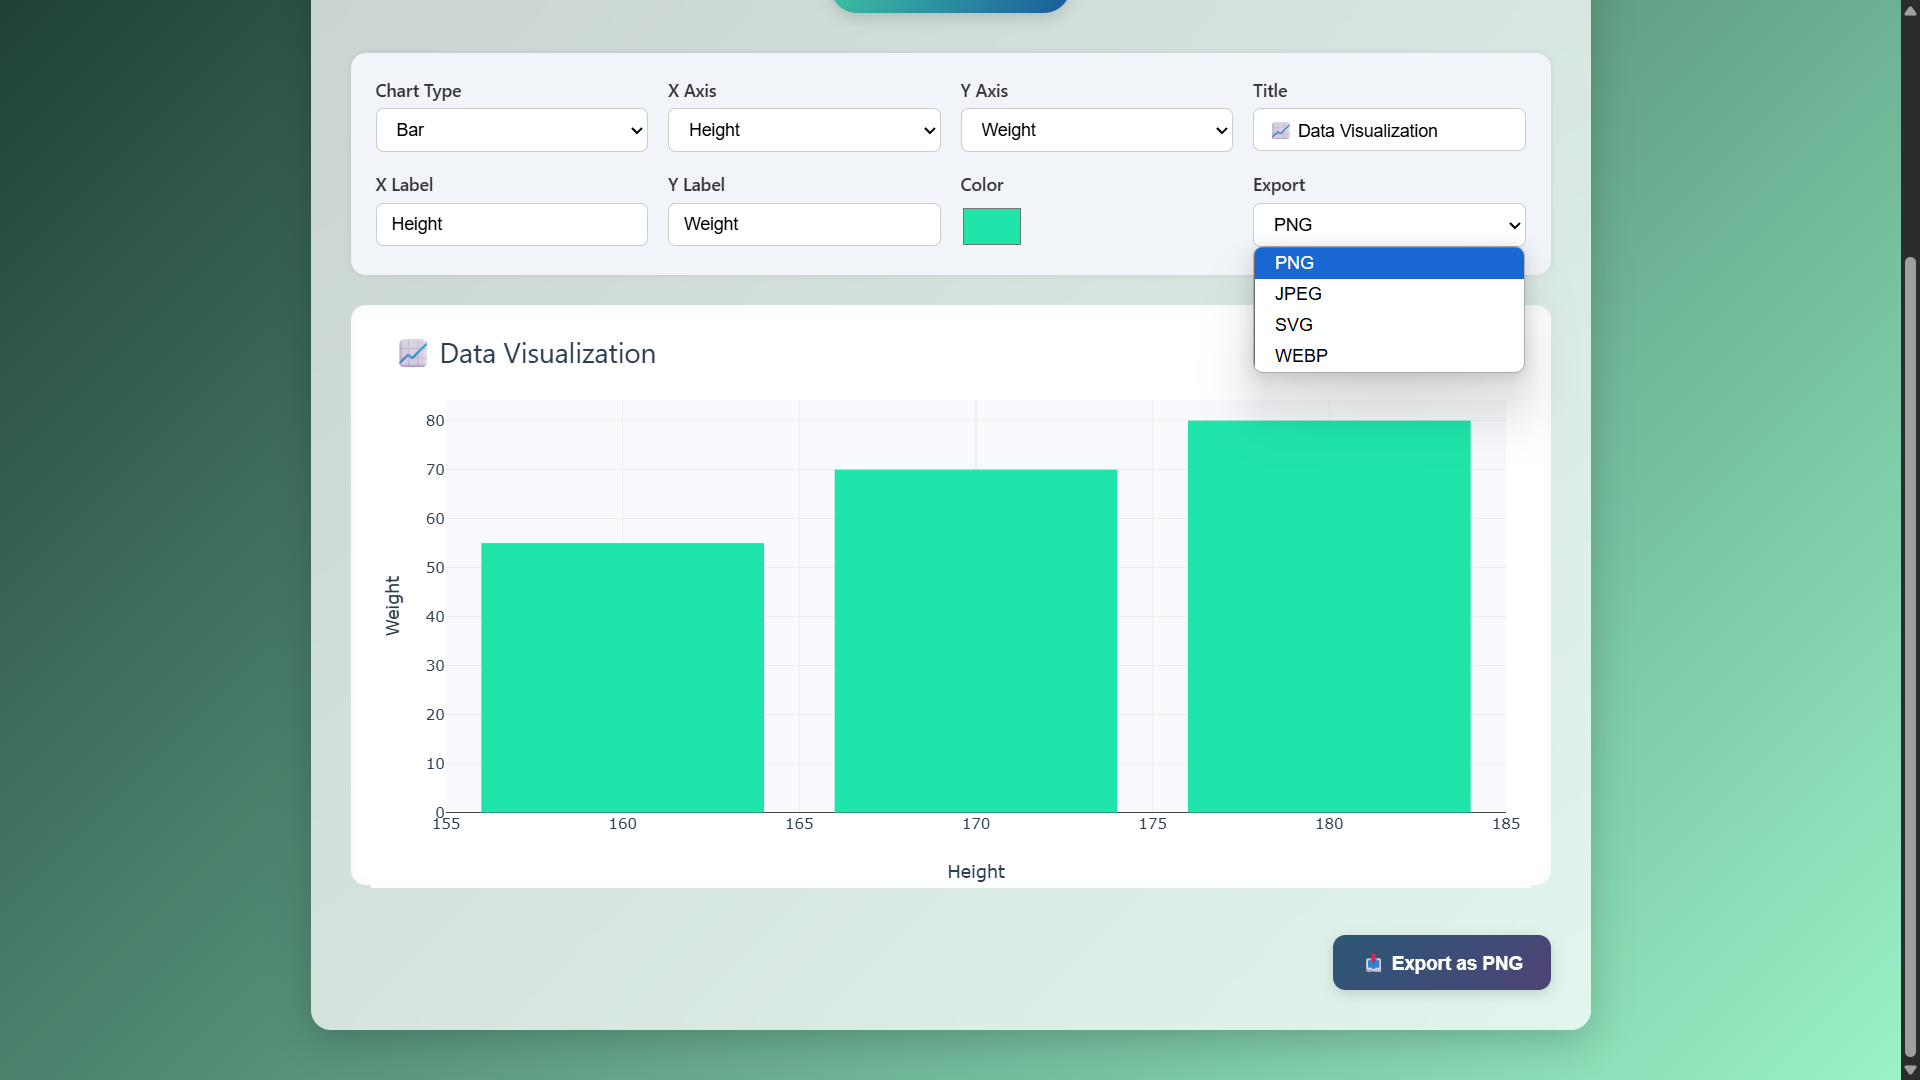 Chart Type X Axis Y Axis Title
Bar Height Weight 📈 Data Visualization
X Label Y Label Color Export
Height Weight PNG
PNG
JPEG
SVG
WEBP
📈 Data Visualization
80
70
60
50
40
30
20
10
0
Weight
155 160 165 170 175 180 185
Height
📤 Export as PNG